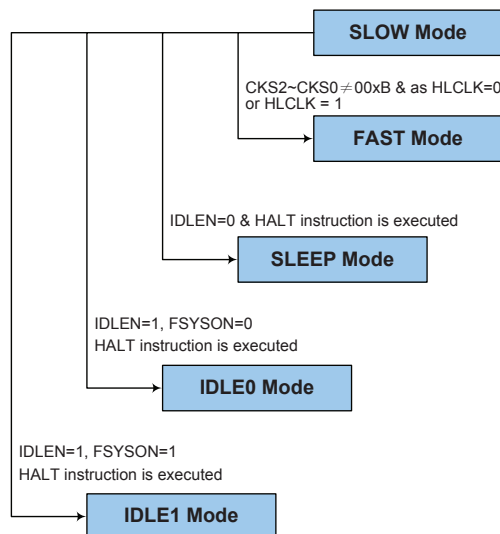 SLOW Mode
CKS2~CKS0≠00xB & as HLCLK=0
or HLCLK = 1
FAST Mode
IDLEN=0 & HALT instruction is executed
SLEEP Mode
IDLEN=1, FSYSON=0
HALT instruction is executed
IDLE0 Mode
IDLEN=1, FSYSON=1
HALT instruction is executed
IDLE1 Mode